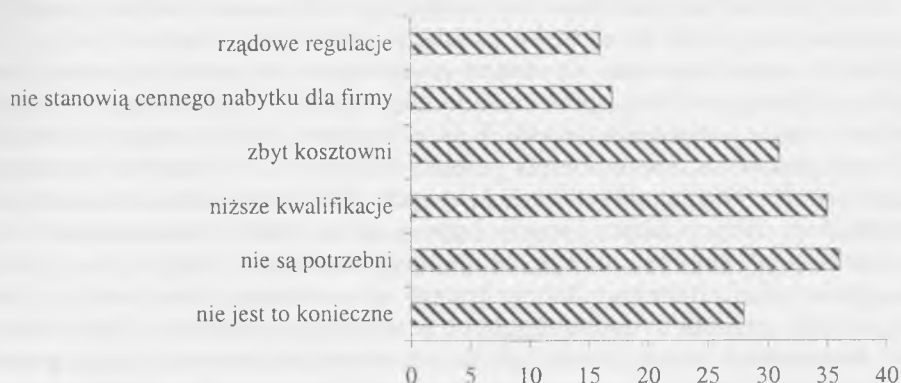 rządowe regulacje
nie stanowią cennego nabytku dla firmy
zbyt kosztowni
niższe kwalifikacje
nie są potrzebni
nie jest to konieczne
0 5 10 15 20 25 30 35 40